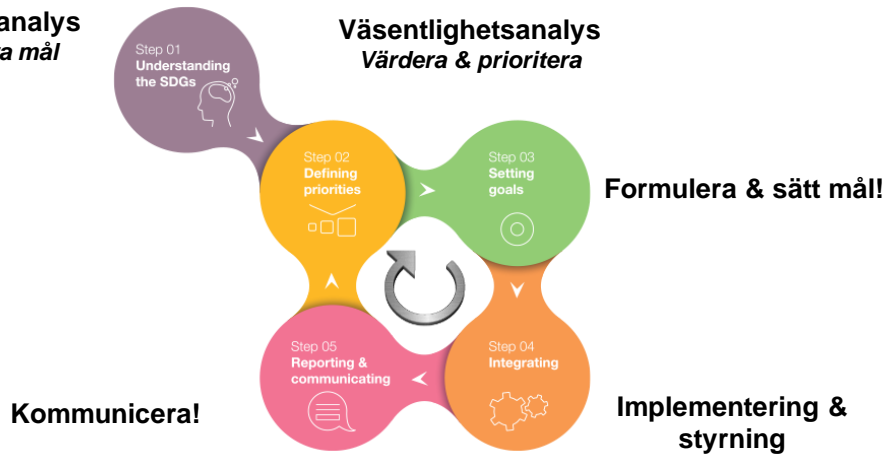 analys
mål
Väsentlighetsanalys
Värdera & prioritera
Step 01
Understanding
the SDGs
Step 02
Defining
priorities
Step 03
Setting
goals
Formulera & sätt mål!
Step 05
Reporting &
communicating
Step 04
Integrating
Kommunicera!
Implementering &
styrning